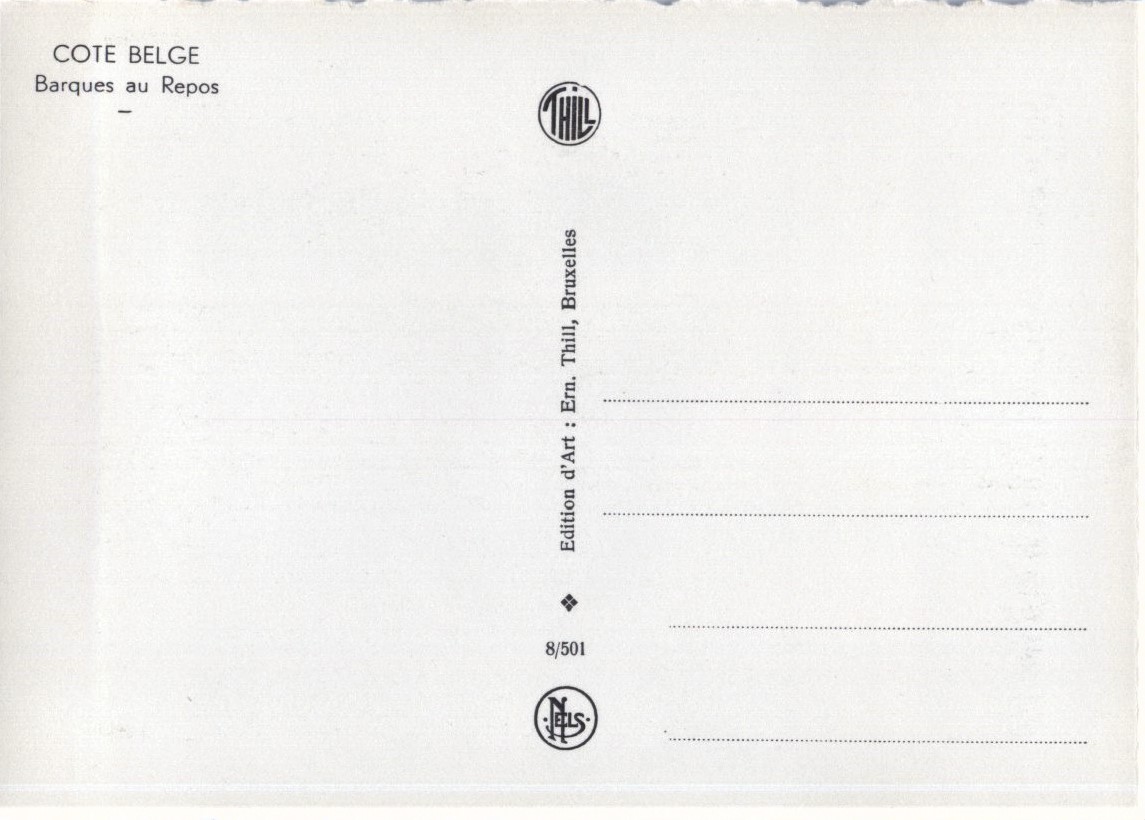 COTE BELGE
Barques au Repos
THILL
Edition d'Art : Ern. Thill, Bruxelles
8/501
NELS